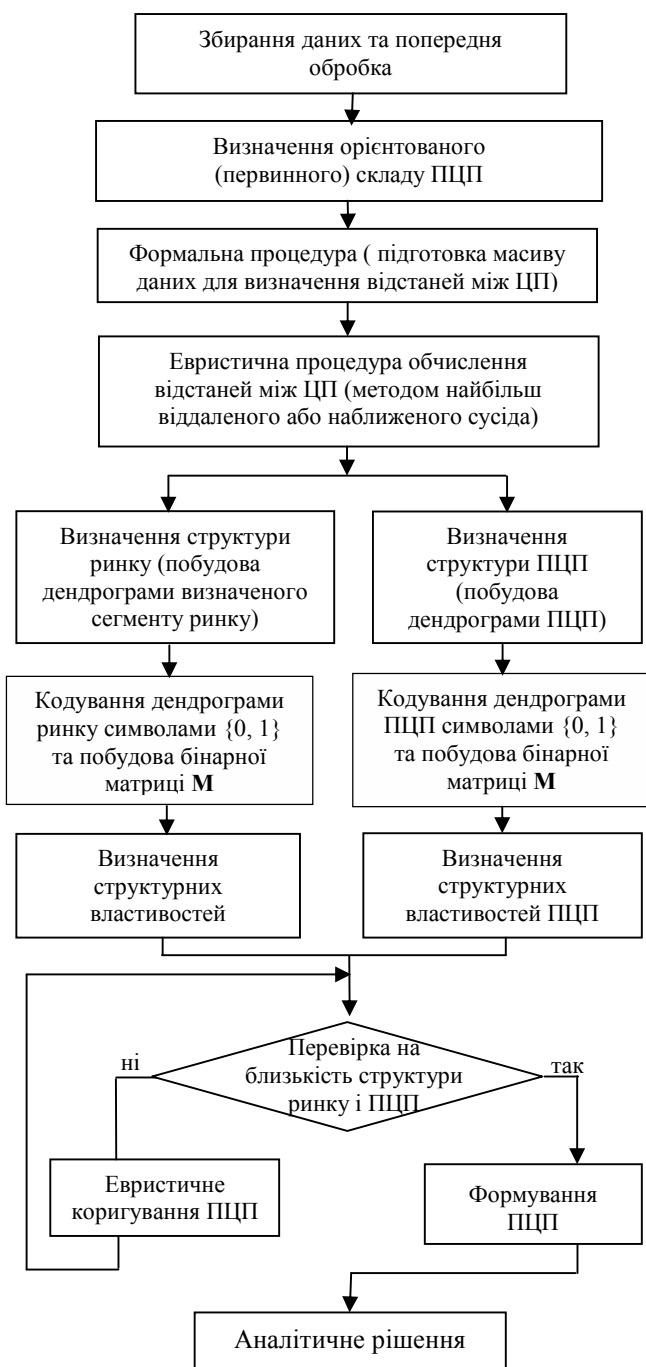 Збирання даних та попередня
обробка
Визначення орієнтованого
(первинного) складу ПЦП
Формальна процедура ( підготовка масиву
даних для визначення відстаней між ЦП)
Евристична процедура обчислення
відстаней між ЦП (методом найбільш
віддаленого або наближеного сусіда)
Визначення структури
ринку (побудова
дендрограми визначеного
сегменту ринку)
Визначення
структури ПЦП
(побудова
дендрограми ПЦП)
Кодування дендрограми
ринку символами {0, 1}
та побудова бінарної
матриці М
Кодування дендрограми
ПЦП символами {0, 1}
та побудова бінарної
матриці М
Визначення
структурних
властивостей
Визначення
структурних
властивостей ПЦП
ні
Перевірка на
близькість структури
ринку і ПЦП
так
Евристичне
коригування ПЦП
Формування
ПЦП
Аналітичне рішення